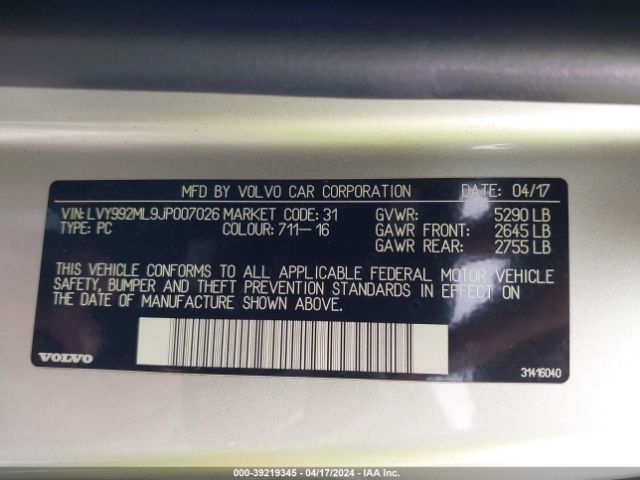 MFD BY VOLVO CAR CORPORATION DATE: 04/17
VIN: LVY992ML9JP007026 MARKET CODE: 31 GVWR: 5290 LB
TYPE: PC COLOUR: 711-16 GAWR FRONT: 2645 LB
GAWR REAR: 2755 LB
THIS VEHICLE CONFORMS TO ALL APPLICABLE FEDERAL MOTOR VEHICLE
SAFETY, BUMPER AND THEFT PREVENTION STANDARDS IN EFFECT ON
THE DATE OF MANUFACTURE SHOWN ABOVE.
VOLVO 31416040
000-39219345 - 04/17/2024 - IAA Inc.